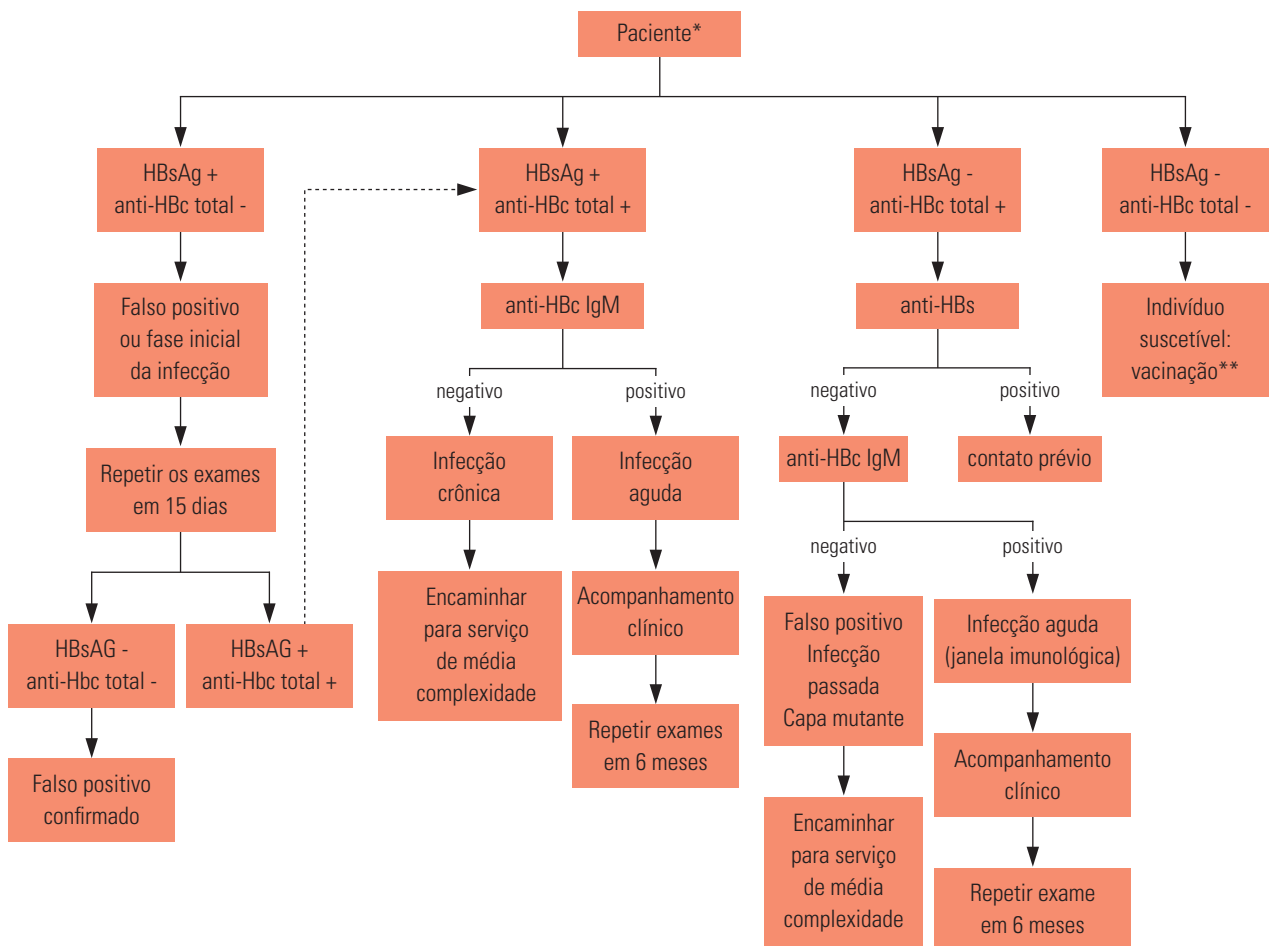 Paciente*
HBsAg +
anti-HBc total -
Falso positivo
ou fase inicial
da infecção
Repetir os exames
em 15 dias
HBsAG -
anti-Hbc total -
Falso positivo
confirmado
HBsAG +
anti-Hbc total +
HBsAg +
anti-HBc total +
anti-HBc IgM
negativo
Infecção
crônica
Encaminhar
para serviço
de média
complexidade
positivo
Infecção
aguda
Acompanhamento
clínico
Repetir exames
em 6 meses
HBsAg -
anti-HBc total +
anti-HBs
negativo
anti-HBc IgM
negativo
Falso positivo
Infecção
passada
Capa mutante
Encaminhar
para serviço
de média
complexidade
positivo
Infecção aguda
(janela imunológica)
Acompanhamento
clínico
Repetir exame
em 6 meses
positivo
contato prévio
HBsAg -
anti-HBc total -
Indivíduo
suscetível:
vacinação**